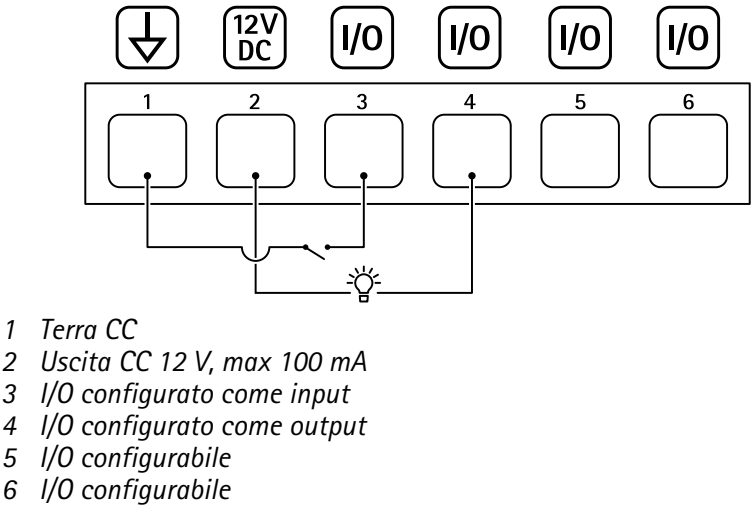 12V DC I/O I/O I/O I/O
1 2 3 4 5 6
1 Terra CC
2 Uscita CC 12 V, max 100 mA
3 I/O configurato come input
4 I/O configurato come output
5 I/O configurabile
6 I/O configurabile